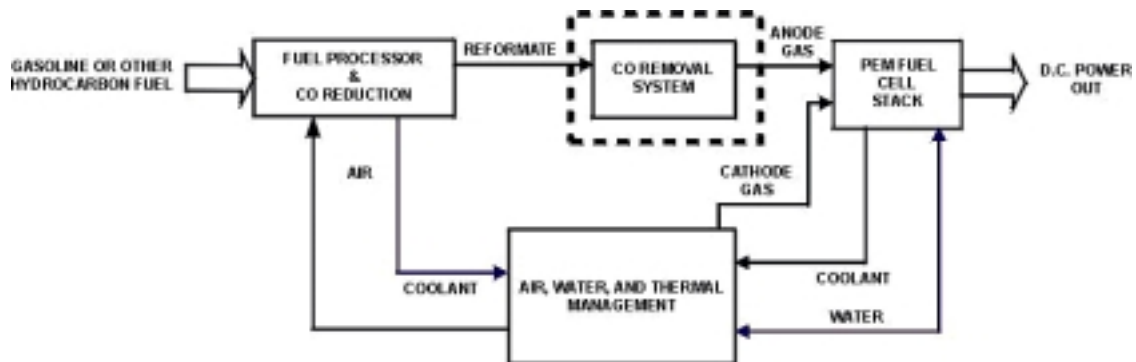 GASOLINE OR OTHER
HYDROCARBON FUEL
FUEL PROCESSOR
&
CO REDUCTION
REFORMATE
CO REMOVAL
SYSTEM
ANODE
GAS
PEM FUEL
CELL
STACK
D.C. POWER
OUT
AIR
CATHODE
GAS
COOLANT
AIR, WATER, AND THERMAL
MANAGEMENT
COOLANT
WATER